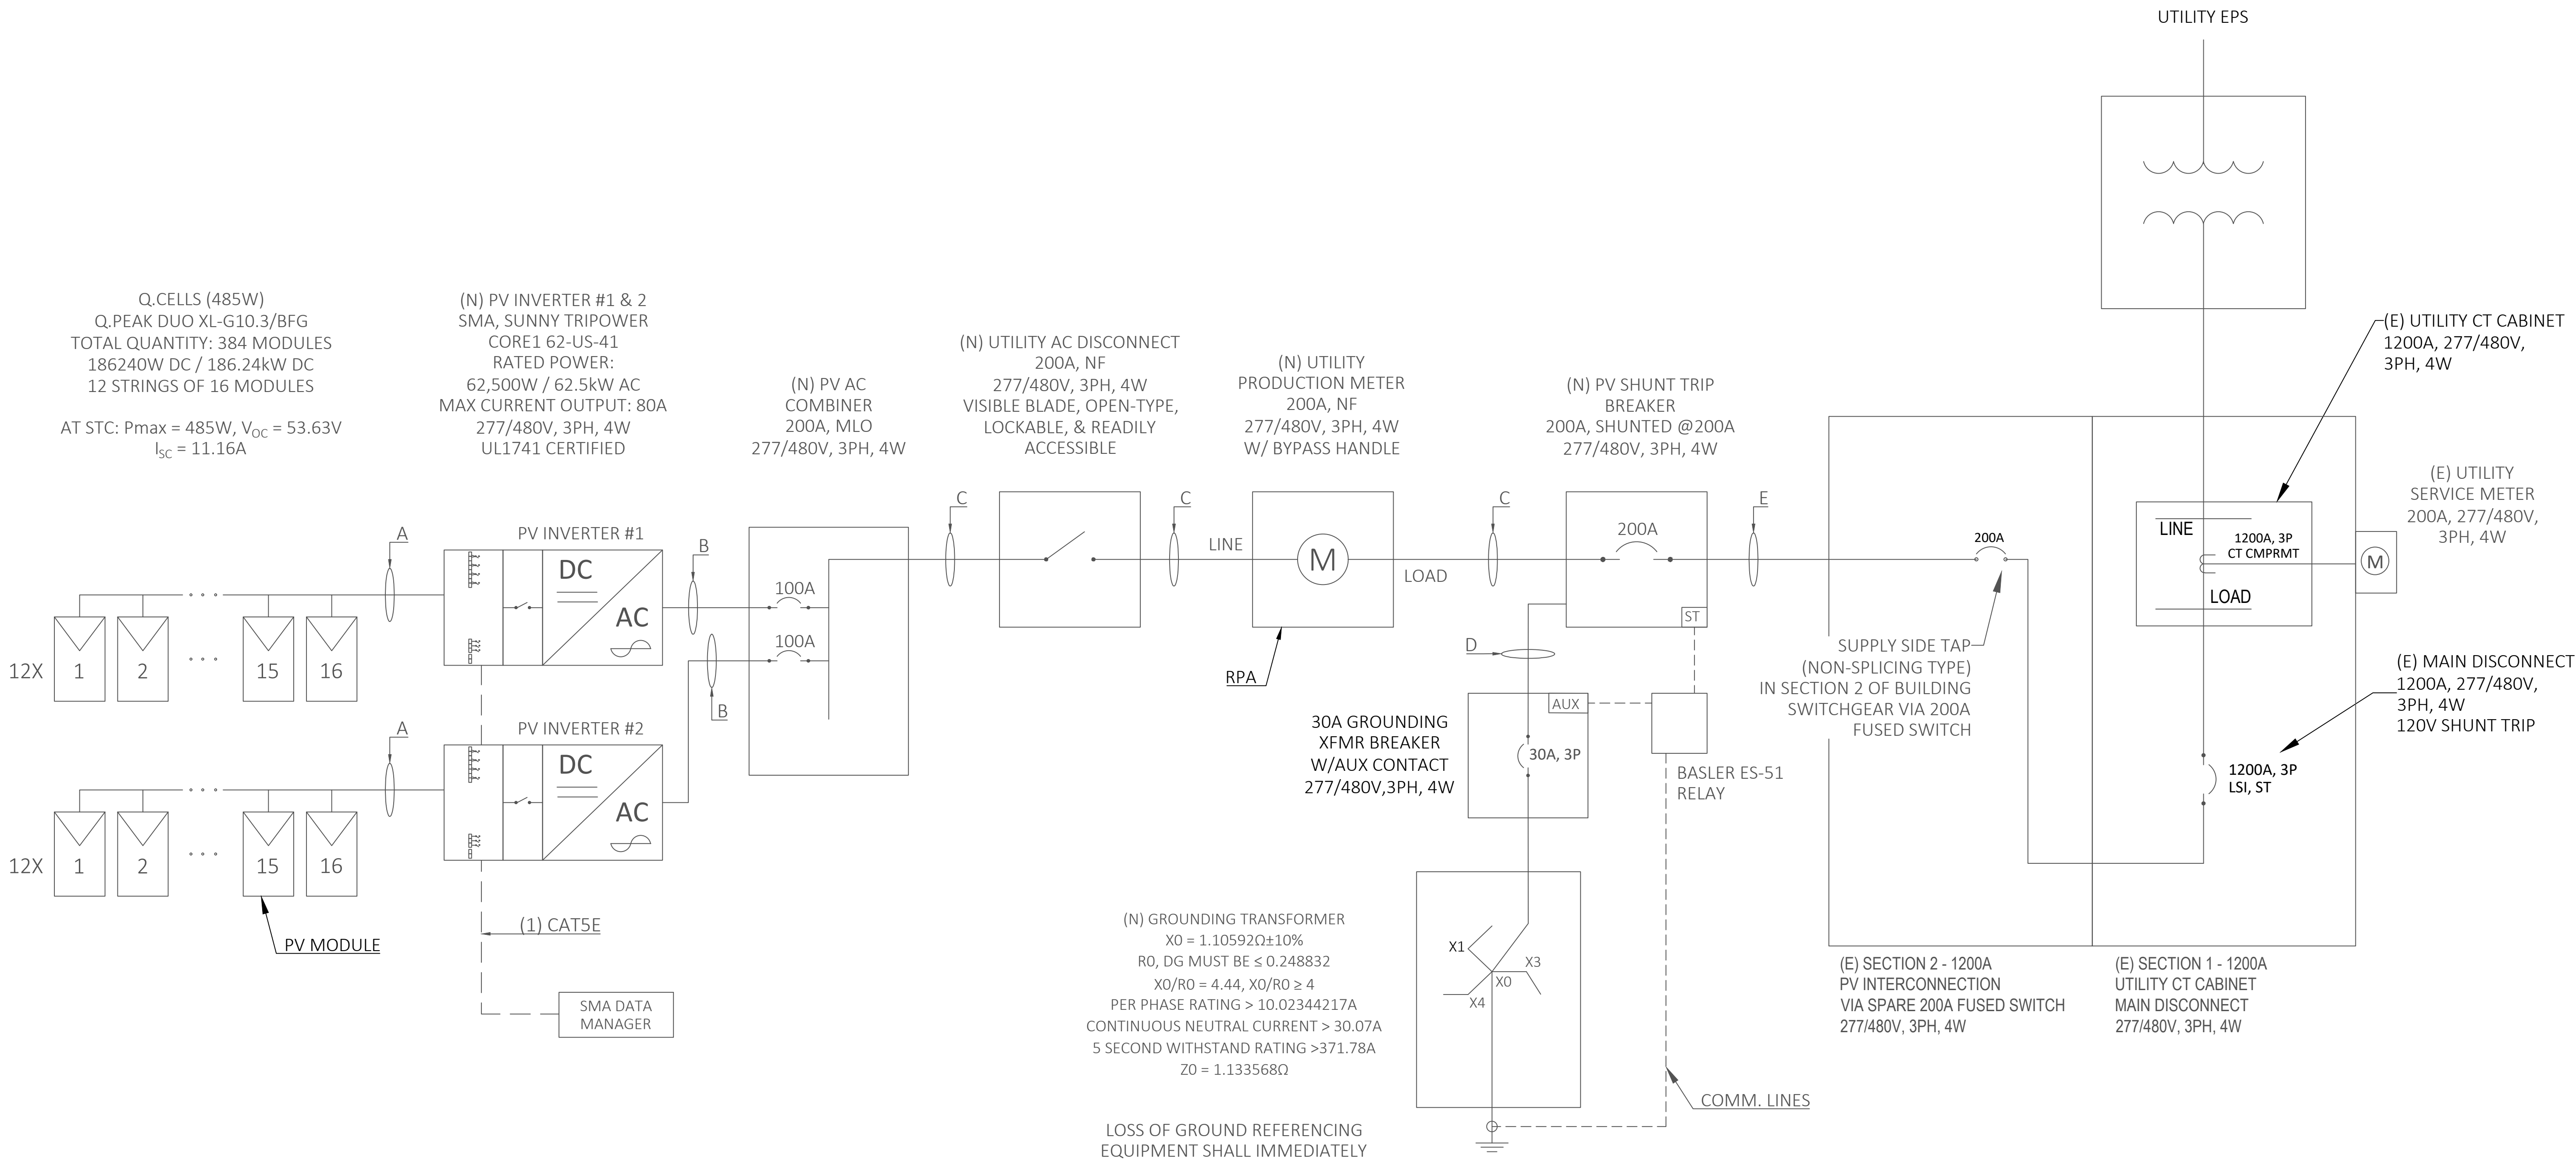 UTILITY EPS
Q.CELLS (485W)
Q.PEAK DUO XL-G10.3/BFG
TOTAL QUANTITY: 384 MODULES
186240W DC / 186.24kW DC
12 STRINGS OF 16 MODULES
AT STC: Pmax = 485W, VOC = 53.63V
ISC = 11.16A
(N) PV INVERTER #1 & 2
SMA, SUNNY TRIPOWER
CORE1 62-US-41
RATED POWER:
62,500W / 62.5kW AC
MAX CURRENT OUTPUT: 80A
277/480V, 3PH, 4W
UL1741 CERTIFIED
(N) PV AC
COMBINER
200A, MLO
277/480V, 3PH, 4W
(N) UTILITY AC DISCONNECT
200A, NF
277/480V, 3PH, 4W
VISIBLE BLADE, OPEN-TYPE,
LOCKABLE, & READILY
ACCESSIBLE
(N) UTILITY
PRODUCTION METER
200A, NF
277/480V, 3PH, 4W
W/ BYPASS HANDLE
(N) PV SHUNT TRIP
BREAKER
200A, SHUNTED @200A
277/480V, 3PH, 4W
(E) UTILITY CT CABINET
1200A, 277/480V,
3PH, 4W
(E) UTILITY
SERVICE METER
200A, 277/480V,
3PH, 4W
A
PV INVERTER #1
DC
AC
B
12X
1
2
15
16
100A
100A
B
C
C
LINE
M
LOAD
RPA
C
200A
ST
E
200A
LINE
1200A, 3P
CT CMPRMT
LOAD
M
D
SUPPLY SIDE TAP
(NON-SPLICING TYPE)
IN SECTION 2 OF BUILDING
SWITCHGEAR VIA 200A
FUSED SWITCH
(E) MAIN DISCONNECT
1200A, 277/480V,
3PH, 4W
120V SHUNT TRIP
A
PV INVERTER #2
DC
AC
12X
1
2
15
16
PV MODULE
(1) CAT5E
SMA DATA
MANAGER
30A GROUNDING
XFMR BREAKER
W/AUX CONTACT
277/480V,3PH, 4W
AUX
30A, 3P
BASLER ES-51
RELAY
1200A, 3P
LSI, ST
(N) GROUNDING TRANSFORMER
X0 = 1.10592Ω±10%
R0, DG MUST BE ≤ 0.248832
X0/R0 = 4.44, X0/R0 ≥ 4
PER PHASE RATING > 10.02344217A
CONTINUOUS NEUTRAL CURRENT > 30.07A
5 SECOND WITHSTAND RATING >371.78A
Z0 = 1.133568Ω
X1
X3
X0
X4
(E) SECTION 2 - 1200A
PV INTERCONNECTION
VIA SPARE 200A FUSED SWITCH
277/480V, 3PH, 4W
(E) SECTION 1 - 1200A
UTILITY CT CABINET
MAIN DISCONNECT
277/480V, 3PH, 4W
COMM. LINES
LOSS OF GROUND REFERENCING
EQUIPMENT SHALL IMMEDIATELY